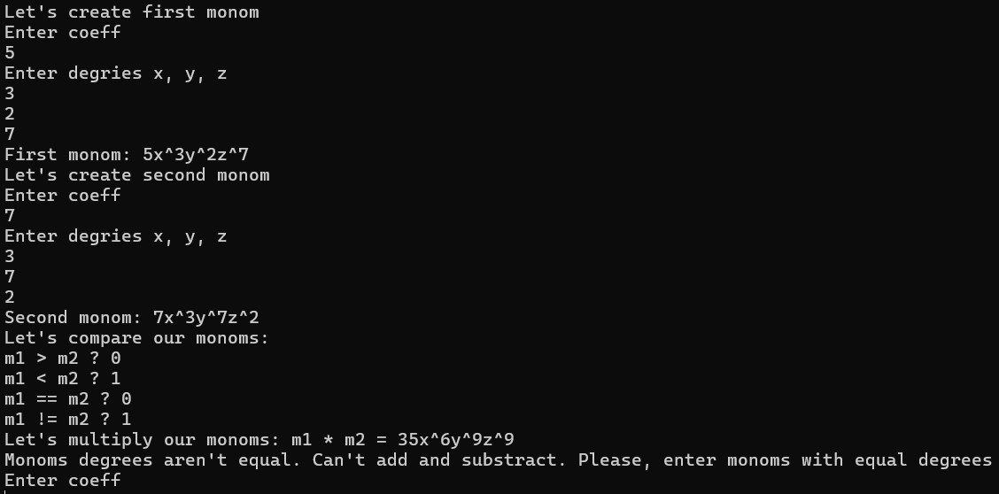 Let's create first monom
Enter coeff
5
Enter degries x, y, z
3
2
7
First monom: 5x^3y^2z^7
Let's create second monom
Enter coeff
7
Enter degries x, y, z
3
7
2
Second monom: 7x^3y^7z^2
Let's compare our monoms:
m1 > m2 ? 0
m1 < m2 ? 1
m1 == m2 ? 0
m1 != m2 ? 1
Let's multiply our monoms: m1 * m2 = 35x^6y^9z^9
Monoms degrees aren't equal. Can't add and substract. Please, enter monoms with equal degrees
Enter coeff